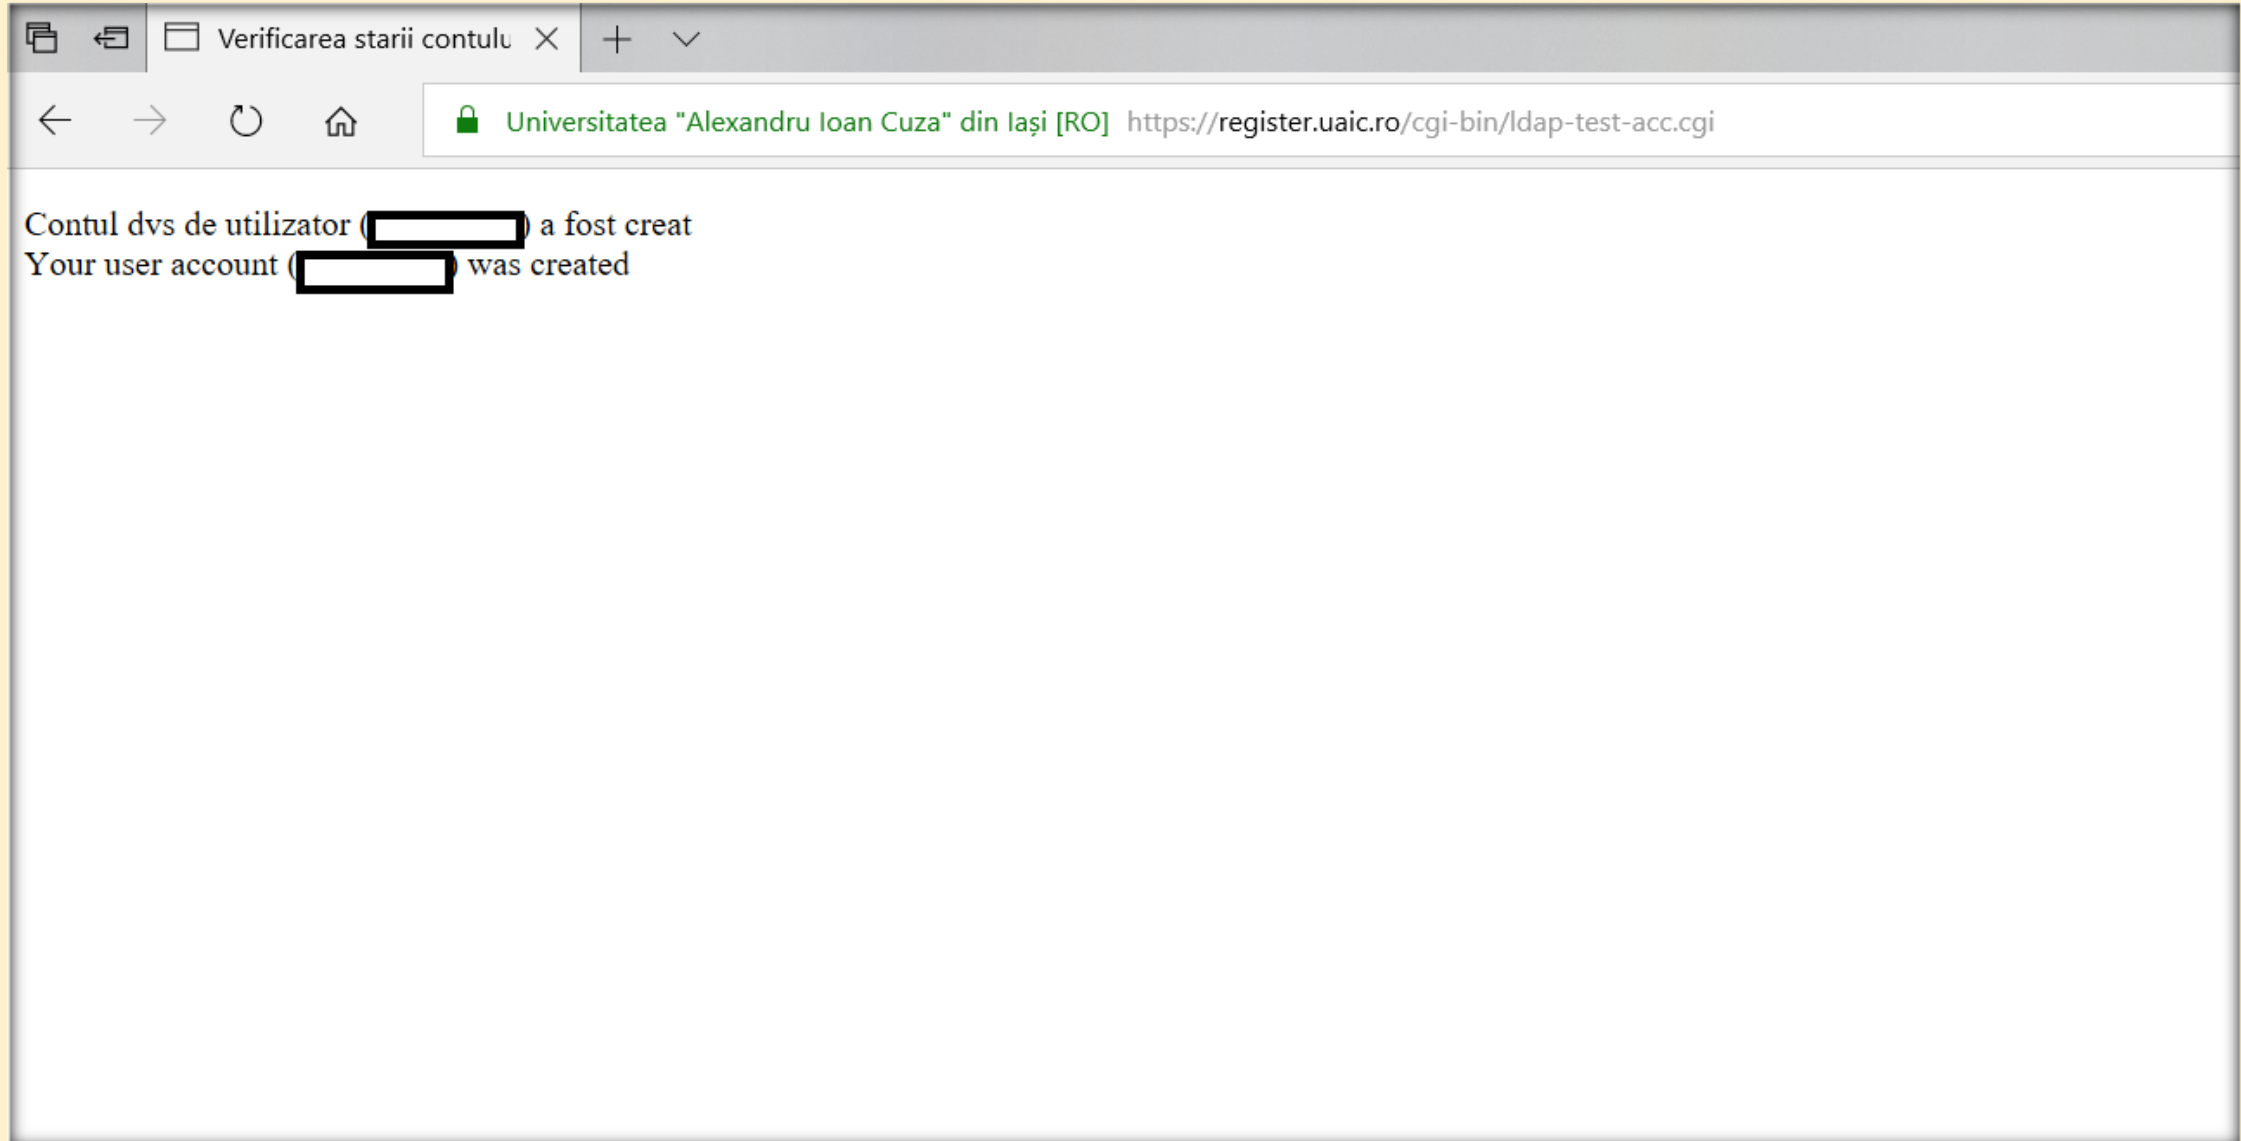 Verificarea starii contulu
Universitatea "Alexandru Ioan Cuza" din Iași [RO] https://register.uaic.ro/cgi-bin/ldap-test-acc.cgi
Contul dvs de utilizator ( ) a fost creat
Your user account ( ) was created